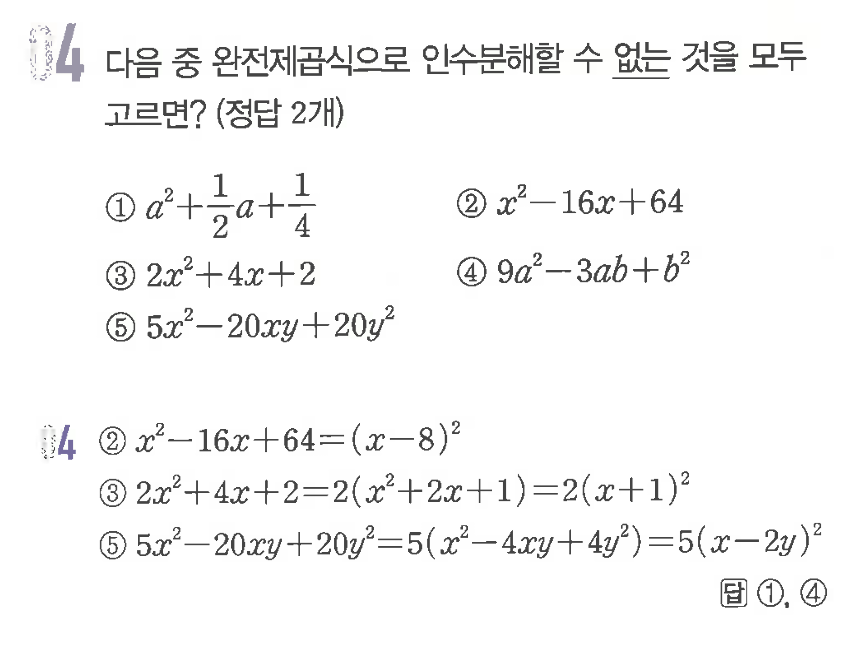 04 다음 중 완전제곱식으로 인수분해할 수 없는 것을 모두
고르면? (정답 2개)
① a²+1/2a+1/4 ② x²-16x+64
③ 2x²+4x+2 ④ 9a²-3ab+b²
⑤ 5x²-20xy+20y²
04 ② x²-16x+64=(x-8)²
③ 2x²+4x+2=2(x²+2x+1)=2(x+1)²
⑤ 5x²-20xy+20y²=5(x²-4xy+4y²)=5(x-2y)²
답 ①, ④